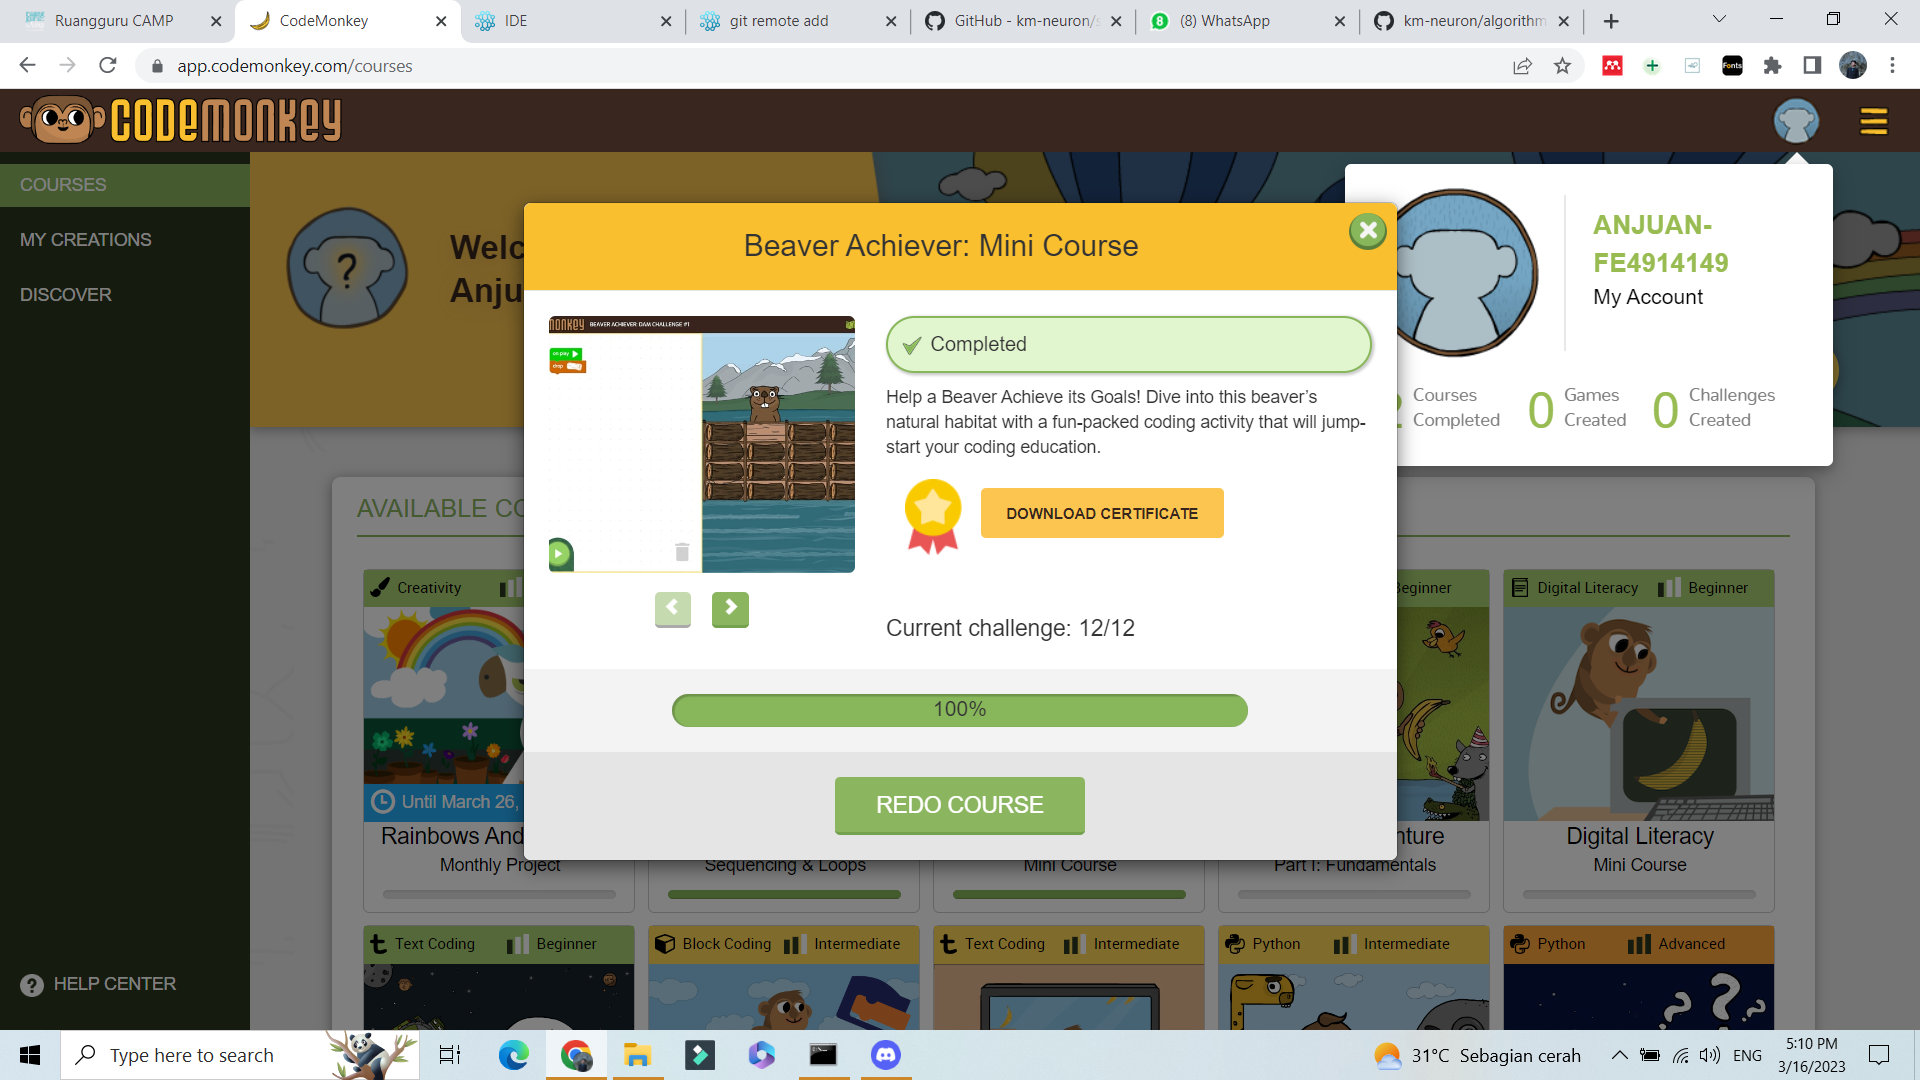 Ruangguru CAMP
CodeMonkey
IDE
git remote add
GitHub - km-neuron/s
(8) WhatsApp
km-neuron/algorithm
app.codemonkey.com/courses
Fonts
CODEMONKEY
COURSES
MY CREATIONS
DISCOVER
HELP CENTER
?
Welc
Anju
Beaver Achiever: Mini Course
BEAVER ACHIEVER: DAM CHALLENGE #1
on play
drop
Completed
Help a Beaver Achieve its Goals! Dive into this beaver's
natural habitat with a fun-packed coding activity that will jump-
start your coding education.
DOWNLOAD CERTIFICATE
Current challenge: 12/12
100%
REDO COURSE
ANJUAN-
FE4914149
My Account
Courses
Completed
0 Games
Created
0 Challenges
Created
AVAILABLE CO
Creativity
Beginner
Digital Literacy Beginner
Until March 26,
Rainbows And
Monthly Project
Sequencing & Loops
Mini Course
nture
Part I: Fundamentals
Digital Literacy
Mini Course
Text Coding Beginner
Block Coding Intermediate
Text Coding Intermediate
Python Intermediate
Python Advanced
Type here to search
31°C Sebagian cerah
ENG
5:10 PM
3/16/2023